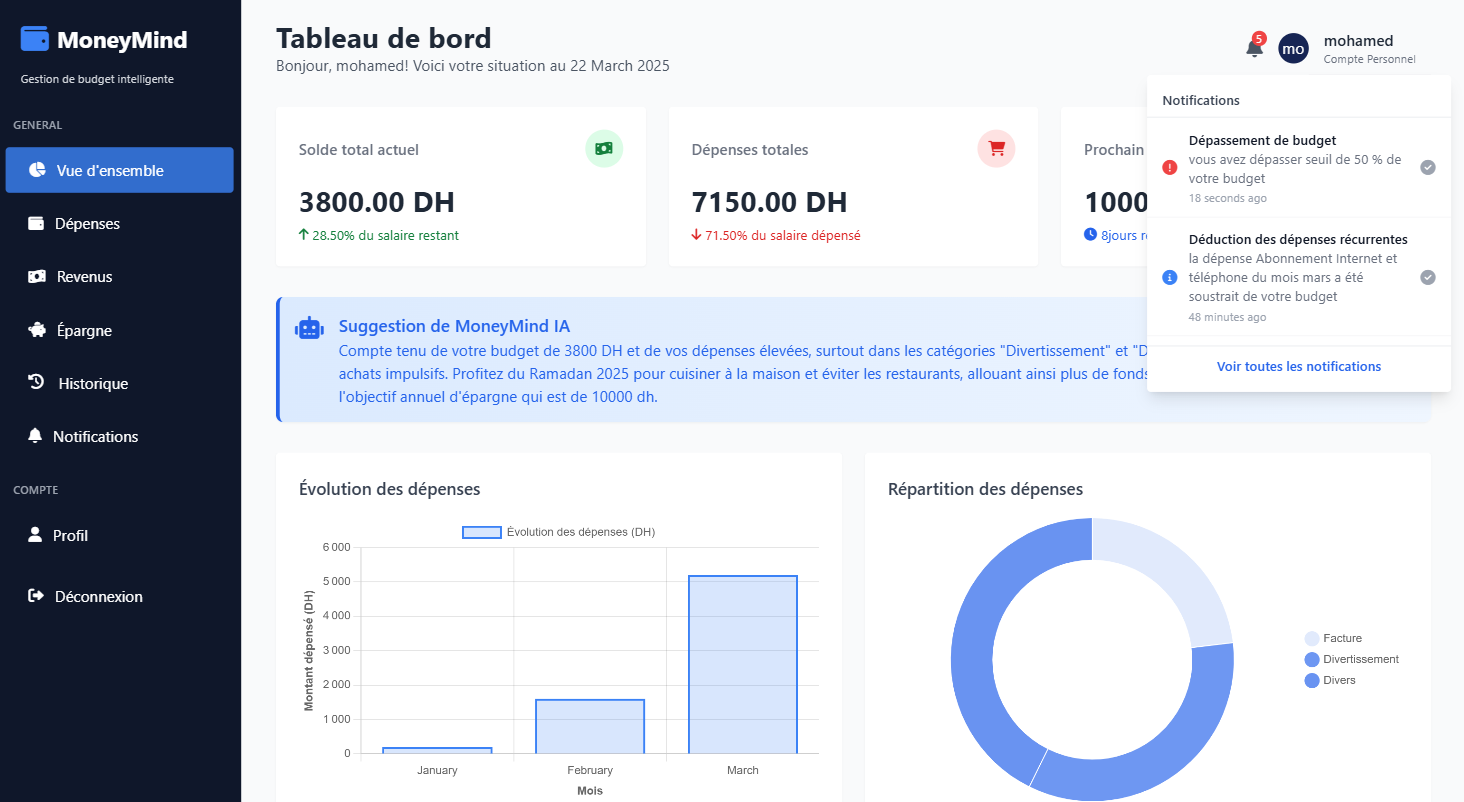 MoneyMind
Gestion de budget intelligente
GENERAL
Vue d'ensemble
Dépenses
Revenus
Épargne
Historique
Notifications
COMPTE
Profil
Déconnexion
Tableau de bord
Bonjour, mohamed! Voici votre situation au 22 March 2025
5
mo
mohamed
Compte Personnel
Solde total actuel
3800.00 DH
28.50% du salaire restant
Dépenses totales
7150.00 DH
71.50% du salaire dépensé
Prochain
1000
8jours
Notifications
Dépassement de budget
vous avez dépasser seuil de 50 % de
votre budget
18 seconds ago
Déduction des dépenses récurrentes
la dépense Abonnement Internet et
téléphone du mois mars a été
soustrait de votre budget
48 minutes ago
Voir toutes les notifications
Suggestion de MoneyMind IA
Compte tenu de votre budget de 3800 DH et de vos dépenses élevées, surtout dans les catégories "Divertissement" et
achats impulsifs. Profitez du Ramadan 2025 pour cuisiner à la maison et éviter les restaurants, allouant ainsi plus de fonds
l'objectif annuel d'épargne qui est de 10000 dh.
Évolution des dépenses
Évolution des dépenses (DH)
Montant dépensé (DH)
6 000
5 000
4 000
3 000
2 000
1 000
0
January
February
March
Mois
Répartition des dépenses
Facture
Divertissement
Divers